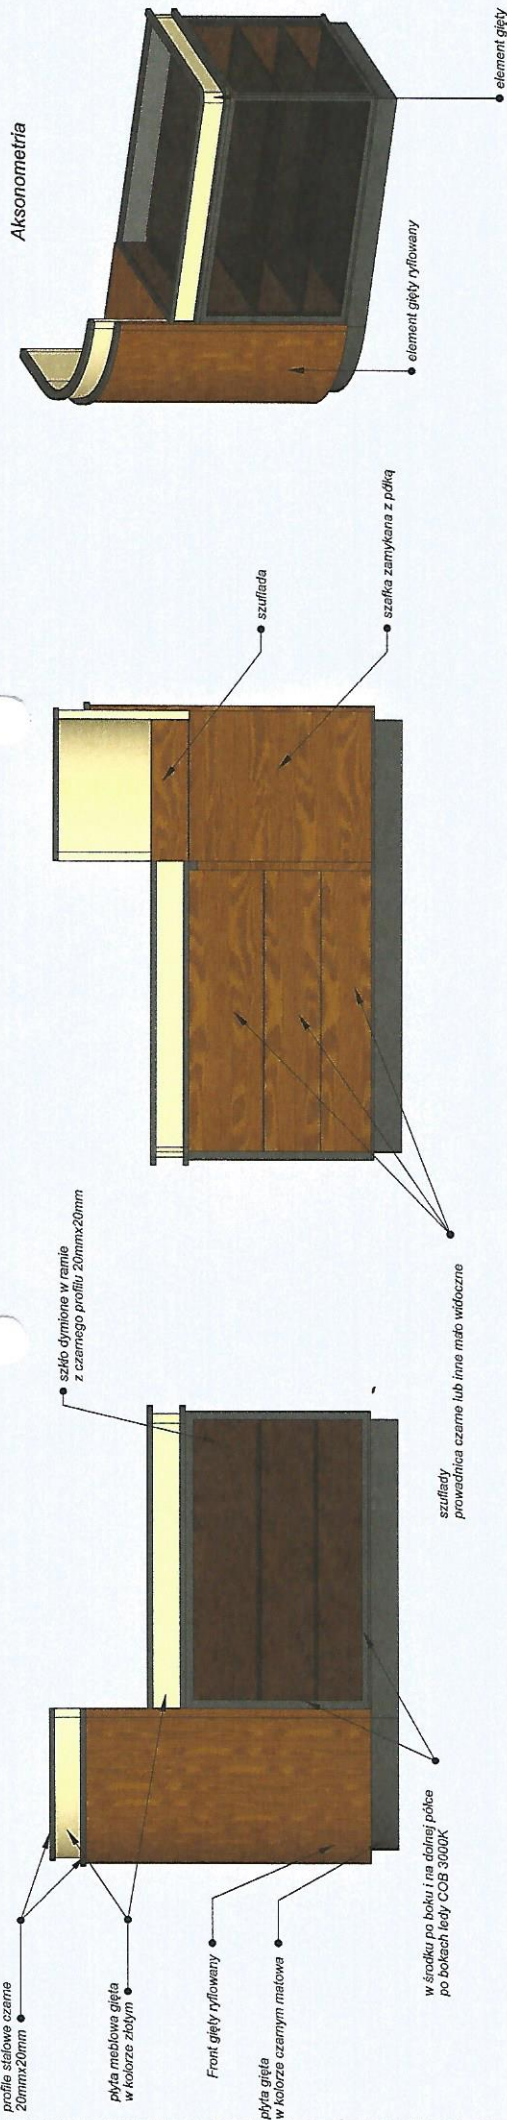 profile stalowe czarne
20mmx20mm
płyta meblowa gięta
w kolorze złotym
Front gięty ryflowany
płyta gięta
w kolorze czarnym matowa
w środku po boku i na dolnej półce
po bokach ledy COB 3000K
szkło dymione w ramie
z czarnego profilu 20mmx20mm
szuflady
prowadnica czarne lub inne mało widoczne
szuflada
szafka zamykana z półką
Aksonometria
element gięty ryflowany
element gięty